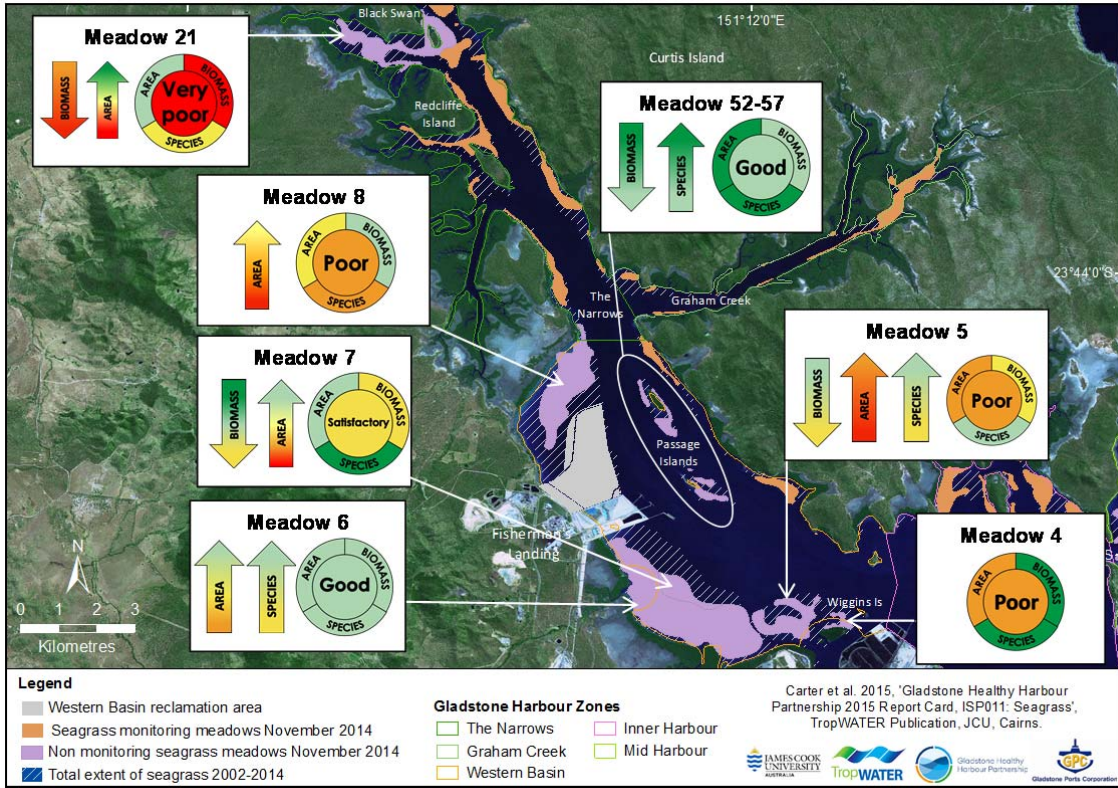 Black Swan
151°12'0"E
Curtis Island
Meadow 21
BIOMASS
AREA
AREA
BIOMASS
SPECIES
Very
poor
Redcliffe
Island
Meadow 52-57
BIOMASS
SPECIES
AREA
BIOMASS
SPECIES
Good
Meadow 8
AREA
AREA
BIOMASS
SPECIES
Poor
23°44'0"S
The
Narrows
Graham Creek
Meadow 7
BIOMASS
AREA
AREA
BIOMASS
SPECIES
Satisfactory
Meadow 5
BIOMASS
AREA
SPECIES
AREA
BIOMASS
SPECIES
Poor
Passage
Islands
Meadow 6
AREA
SPECIES
AREA
BIOMASS
SPECIES
Good
Fisherman's
Landing
Meadow 4
AREA
BIOMASS
SPECIES
Poor
Wiggins Is
N
0 1 2 3
Kilometres
Legend
Western Basin reclamation area
Seagrass monitoring meadows November 2014
Non monitoring seagrass meadows November 2014
Total extent of seagrass 2002-2014
Gladstone Harbour Zones
The Narrows
Graham Creek
Western Basin
Inner Harbour
Mid Harbour
Carter et al. 2015, 'Gladstone Healthy Harbour
Partnership 2015 Report Card, ISP011: Seagrass',
TropWATER Publication, JCU, Cairns.
JAMES COOK
UNIVERSITY
AUSTRALIA
TropWATER
Gladstone Healthy
Harbour Partnership
GPC
Gladstone Ports Corporation